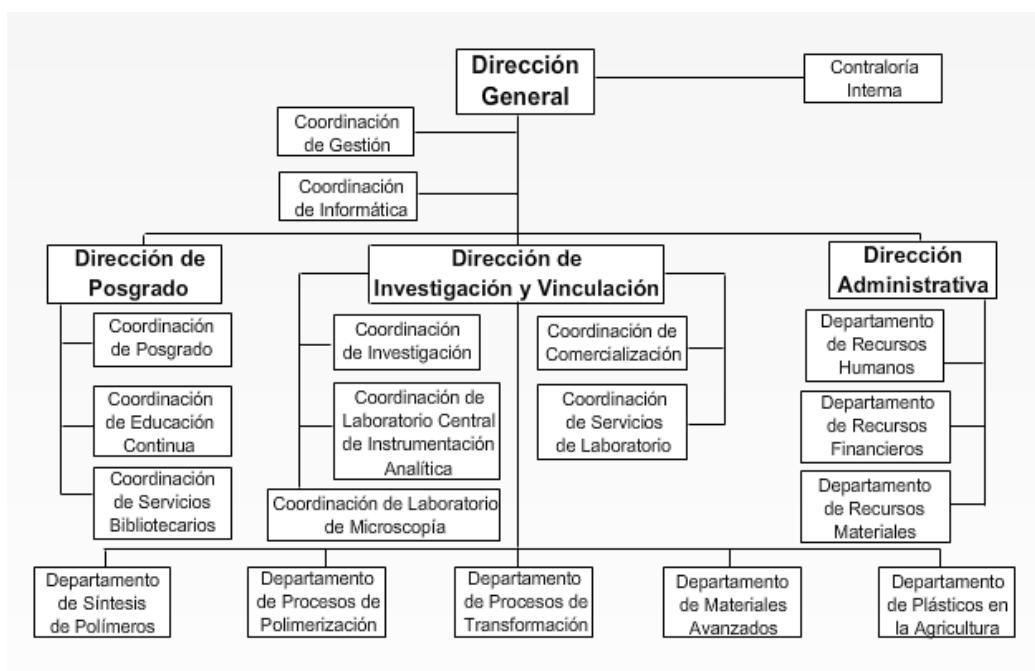 Dirección
General
Contraloría
Interna
Coordinación
de Gestión
Coordinación
de Informática
Dirección de
Posgrado
Dirección de
Investigación y Vinculación
Dirección
Administrativa
Coordinación
de Posgrado
Coordinación
de Educación
Continua
Coordinación
de Servicios
Bibliotecarios
Coordinación
de Investigación
Coordinación de
Laboratorio Central
de Instrumentación
Analítica
Coordinación de Laboratorio
de Microscopía
Coordinación de
Comercialización
Coordinación
de Servicios
de Laboratorio
Departamento
de Recursos
Humanos
Departamento
de Recursos
Financieros
Departamento
de Recursos
Materiales
Departamento
de Síntesis
de Polímeros
Departamento
de Procesos de
Polimerización
Departamento
de Procesos de
Transformación
Departamento
de Materiales
Avanzados
Departamento
de Plásticos en
la Agricultura